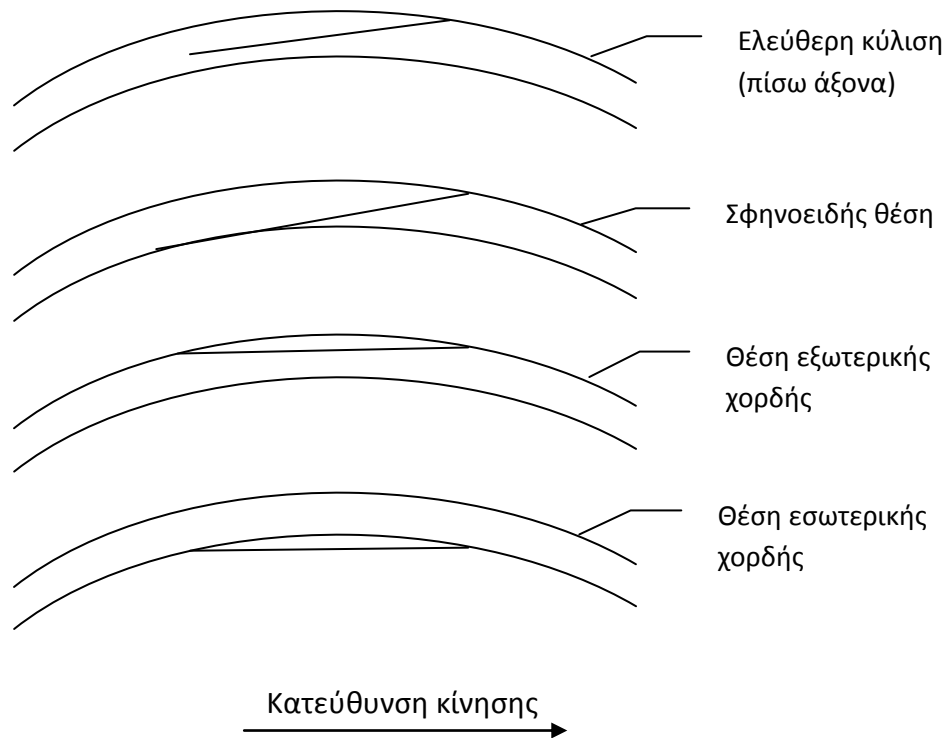 Ελεύθερη κύλιση
(πίσω άξονα)
Σφηνοειδής θέση
Θέση εξωτερικής
χορδής
Θέση εσωτερικής
χορδής
Κατεύθυνση κίνησης